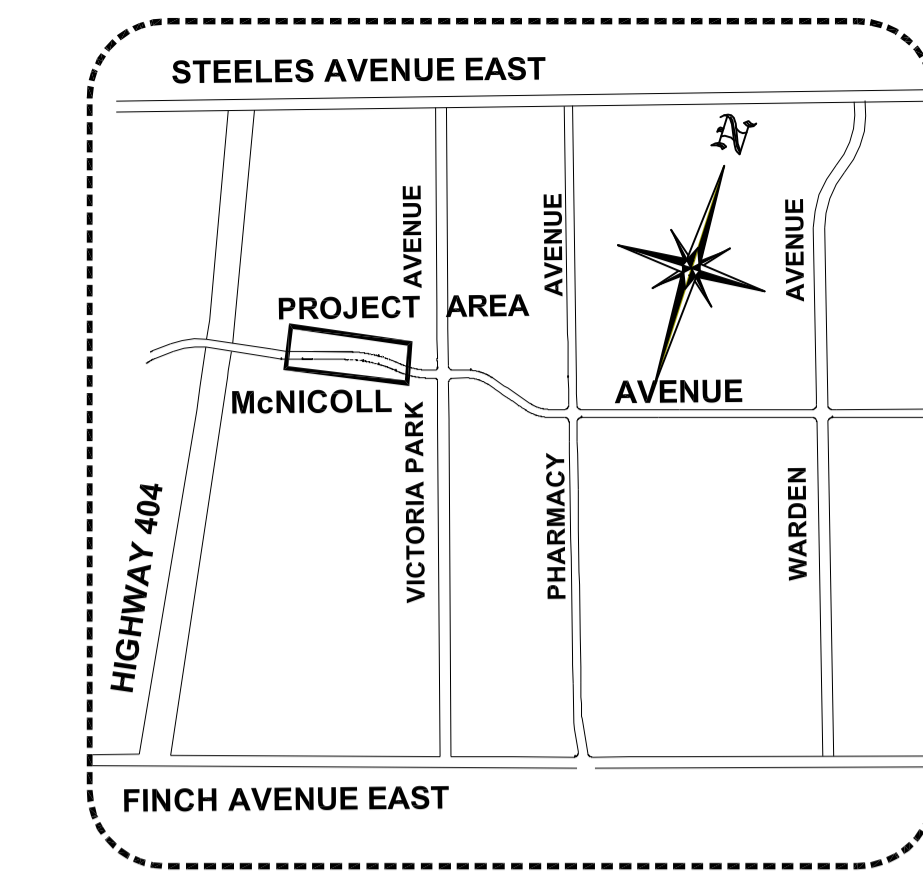 STEELES AVENUE EAST
N
AVENUE
AVENUE
AVENUE
PROJECT AREA
McNICOLL AVENUE
VICTORIA PARK
PHARMACY
WARDEN
HIGHWAY 404
FINCH AVENUE EAST